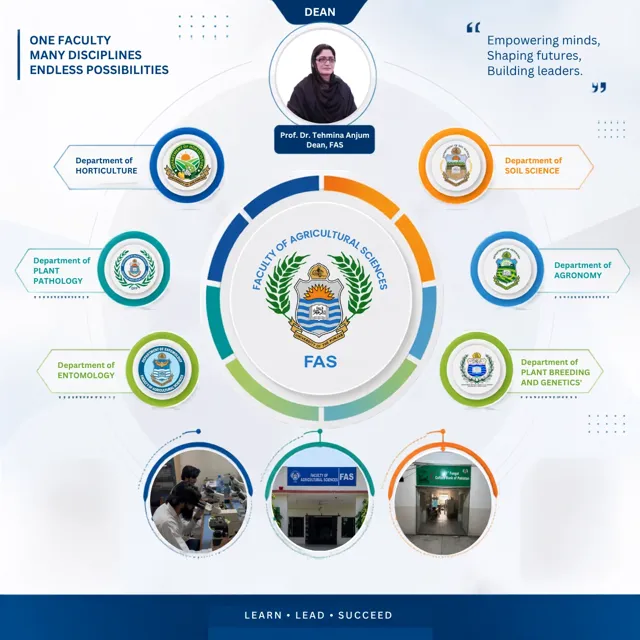 DEAN
ONE FACULTY
MANY DISCIPLINES
ENDLESS POSSIBILITIES
“
Empowering minds,
Shaping futures,
Building leaders.
”
Prof. Dr. Tehmina Anjum
Dean, FAS
Department of
HORTICULTURE
Department of
SOIL SCIENCE
Department of
PLANT
PATHOLOGY
Department of
AGRONOMY
Department of
ENTOMOLOGY
Department of
PLANT BREEDING
AND GENETICS'
FACULTY OF AGRICULTURAL SCIENCES
FAS
FACULTY OF
AGRICULTURAL SCIENCES
FAS
LEARN • LEAD • SUCCEED